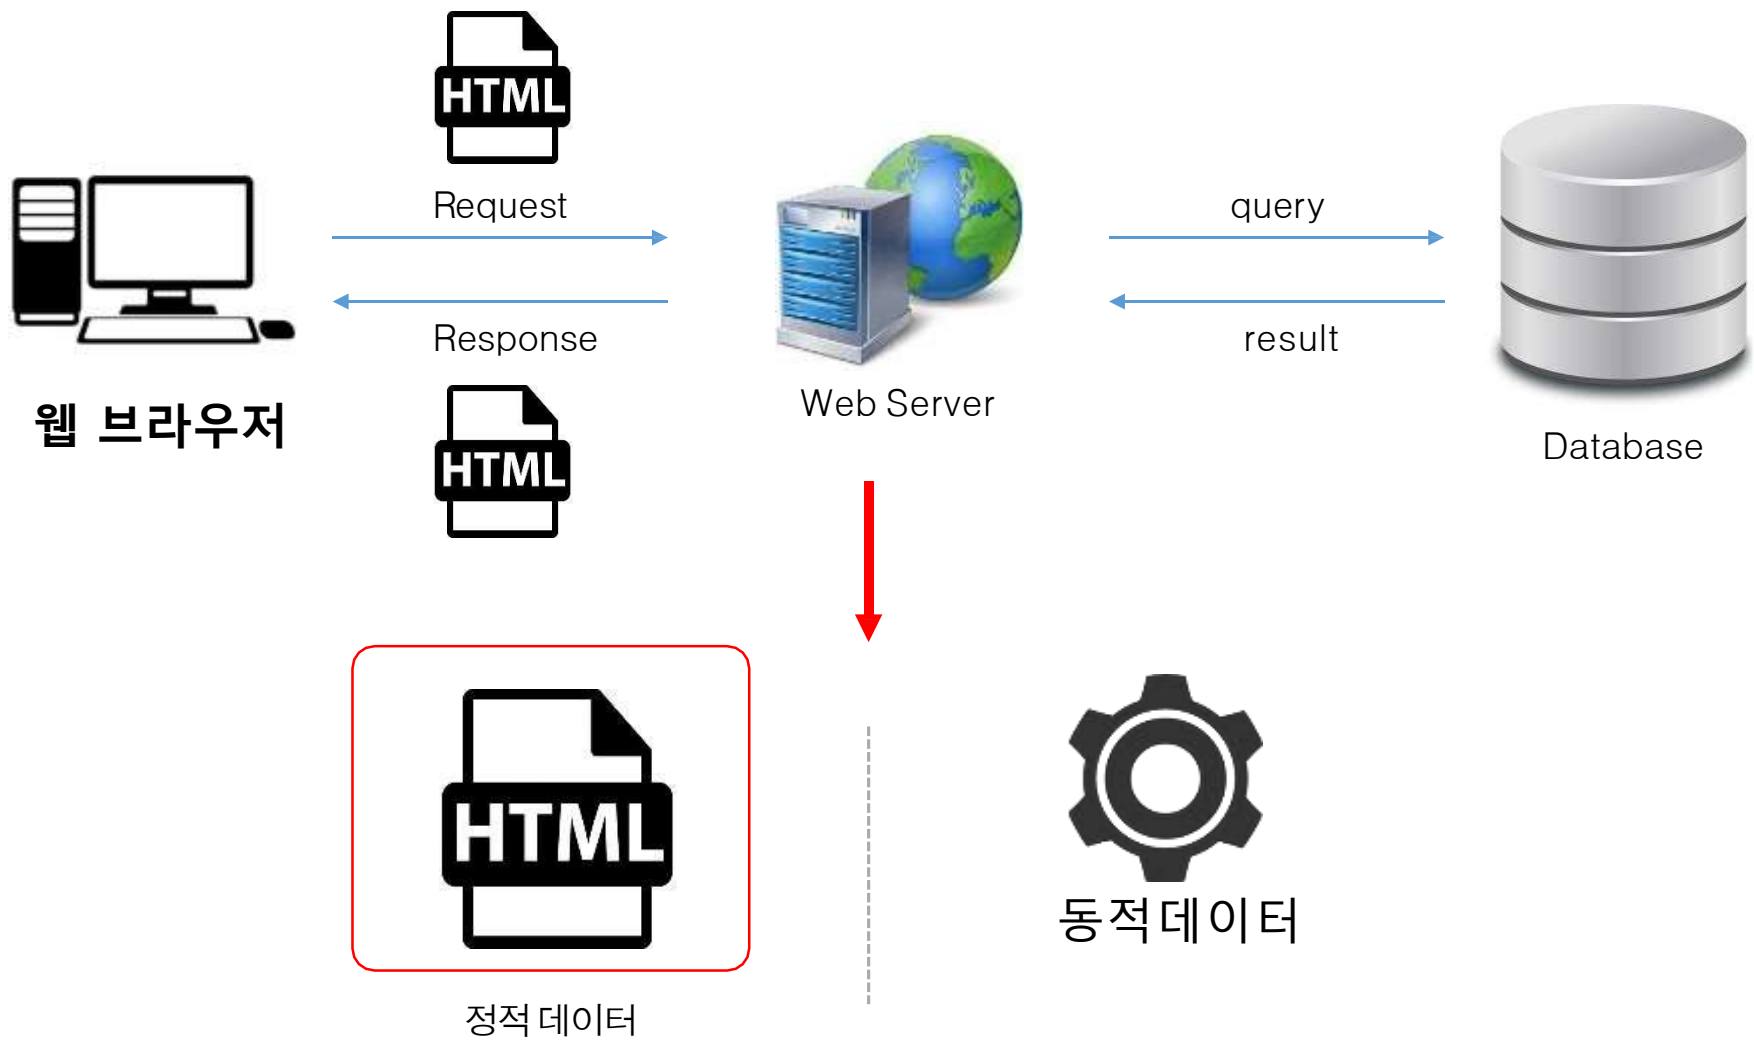 HTML
Request
query
Response
result
웹 브라우저
HTML
Web Server
Database
HTML
동적데이터
정적 데이터